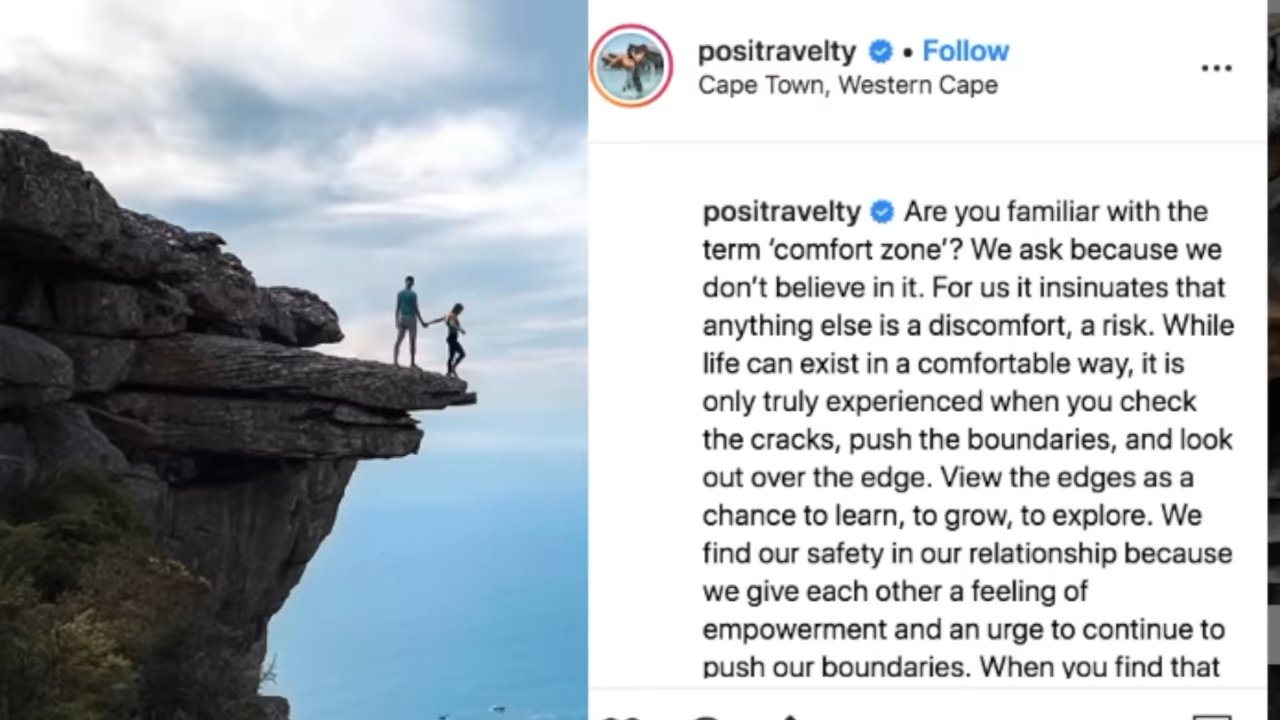 positravelty • Follow
Cape Town, Western Cape
positravelty Are you familiar with the
term ‘comfort zone’? We ask because we
don’t believe in it. For us it insinuates that
anything else is a discomfort, a risk. While
life can exist in a comfortable way, it is
only truly experienced when you check
the cracks, push the boundaries, and look
out over the edge. View the edges as a
chance to learn, to grow, to explore. We
find our safety in our relationship because
we give each other a feeling of
empowerment and an urge to continue to
push our boundaries. When you find that